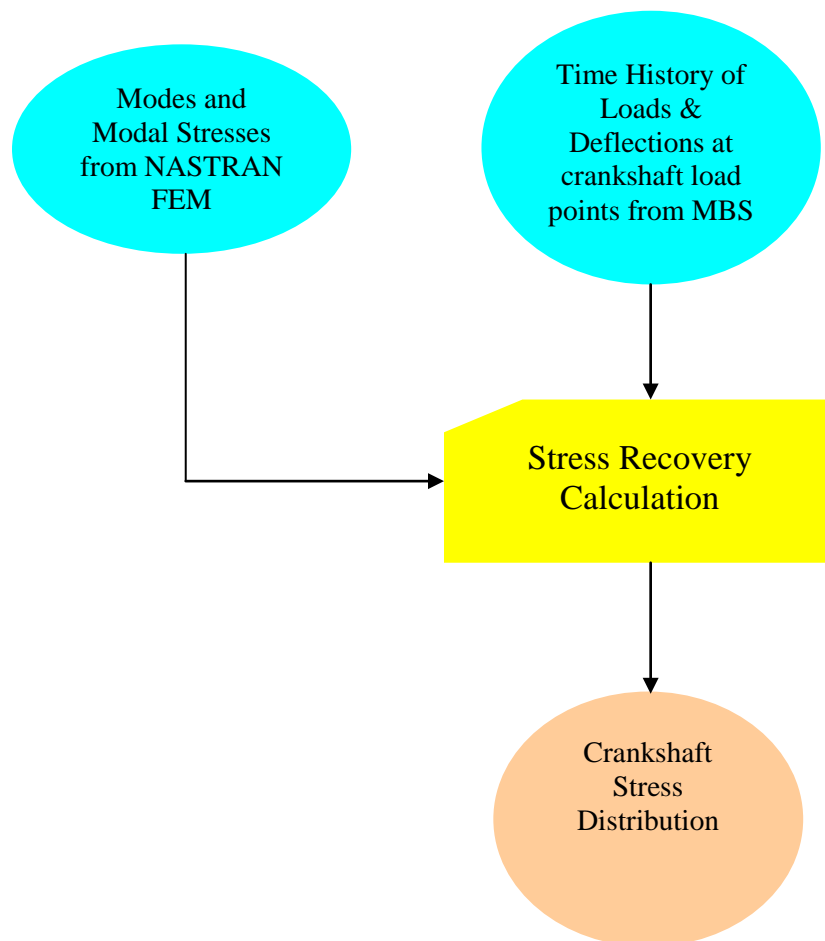 Modes and
Modal Stresses
from NASTRAN
FEM
Time History of
Loads &
Deflections at
crankshaft load
points from MBS
Stress Recovery
Calculation
Crankshaft
Stress
Distribution